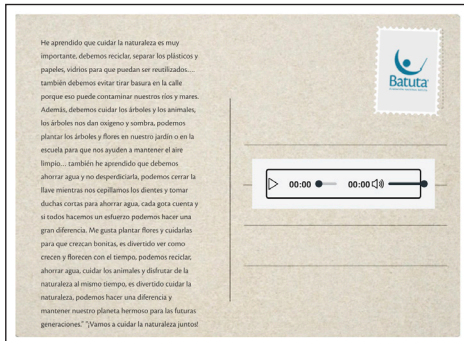 He aprendido que cuidar la naturaleza es muy
importante, debemos reciclar, separar los plásticos y
papeles, vidrios para que puedan ser reutilizados...
también debemos evitar tirar basura en la calle
porque eso puede contaminar nuestros ríos y mares.
Además, debemos cuidar los árboles y los animales,
los árboles nos dan oxigeno y sombra, podemos
plantar los árboles y flores en nuestro jardín o en la
escuela para que nos ayuden a mantener el aire
limpio... también he aprendido que debemos
ahorrar agua y no desperdiciarla, podemos cerrar la
llave mientras nos cepillamos los dientes y tomar
duchas cortas para ahorrar agua, cada gota cuenta y
si todos hacemos un esfuerzo podemos hacer una
gran diferencia. Me gusta plantar flores y cuidarlas
para que crezcan bonitas, es divertido ver como
crecen y florecen con el tiempo, podemos reciclar,
ahorrar agua, cuidar los animales y disfrutar de la
naturaleza al mismo tiempo, es divertido cuidar la
naturaleza, podemos hacer una diferencia y
mantener nuestro planeta hermoso para las futuras
generaciones." "¡Vamos a cuidar la naturaleza juntos!
Batuta
00:00 00:00